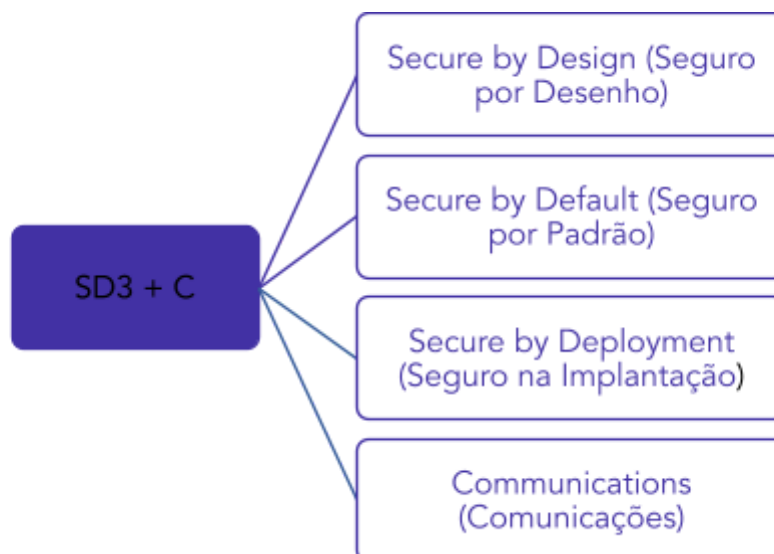 Secure by Design (Seguro
por Desenho)
Secure by Default (Seguro
por Padrão)
SD3 + C
Secure by Deployment
(Seguro na Implantação)
Communications
(Comunicações)